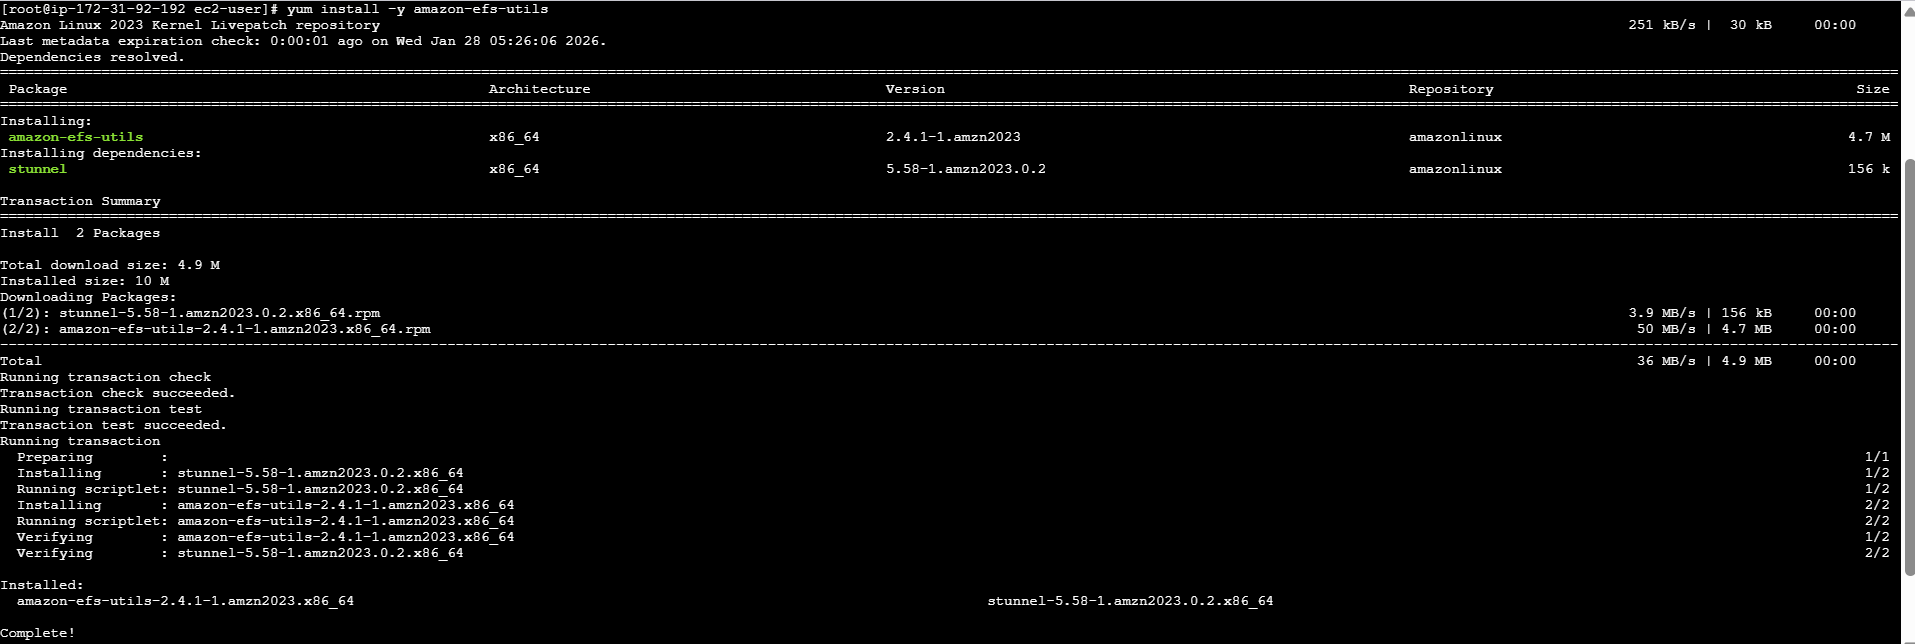 [root@ip-172-31-92-192 ec2-user]# yum install -y amazon-efs-utils
Amazon Linux 2023 Kernel Livepatch repository 251 kB/s | 30 kB 00:00
Last metadata expiration check: 0:00:01 ago on Wed Jan 28 05:26:06 2026.
Dependencies resolved.
Package Architecture Version Repository Size
Installing:
amazon-efs-utils x86_64 2.4.1-1.amzn2023 amazonlinux 4.7 M
Installing dependencies:
stunnel x86_64 5.58-1.amzn2023.0.2 amazonlinux 156 k
Transaction Summary
Install 2 Packages
Total download size: 4.9 M
Installed size: 10 M
Downloading Packages:
(1/2): stunnel-5.58-1.amzn2023.0.2.x86_64.rpm 3.9 MB/s | 156 kB 00:00
(2/2): amazon-efs-utils-2.4.1-1.amzn2023.x86_64.rpm 50 MB/s | 4.7 MB 00:00
Total 36 MB/s | 4.9 MB 00:00
Running transaction check
Transaction check succeeded.
Running transaction test
Transaction test succeeded.
Running transaction
Preparing : 1/1
Installing : stunnel-5.58-1.amzn2023.0.2.x86_64 1/2
Running scriptlet: stunnel-5.58-1.amzn2023.0.2.x86_64 1/2
Installing : amazon-efs-utils-2.4.1-1.amzn2023.x86_64 2/2
Running scriptlet: amazon-efs-utils-2.4.1-1.amzn2023.x86_64 2/2
Verifying : amazon-efs-utils-2.4.1-1.amzn2023.x86_64 1/2
Verifying : stunnel-5.58-1.amzn2023.0.2.x86_64 2/2
Installed:
amazon-efs-utils-2.4.1-1.amzn2023.x86_64 stunnel-5.58-1.amzn2023.0.2.x86_64
Complete!